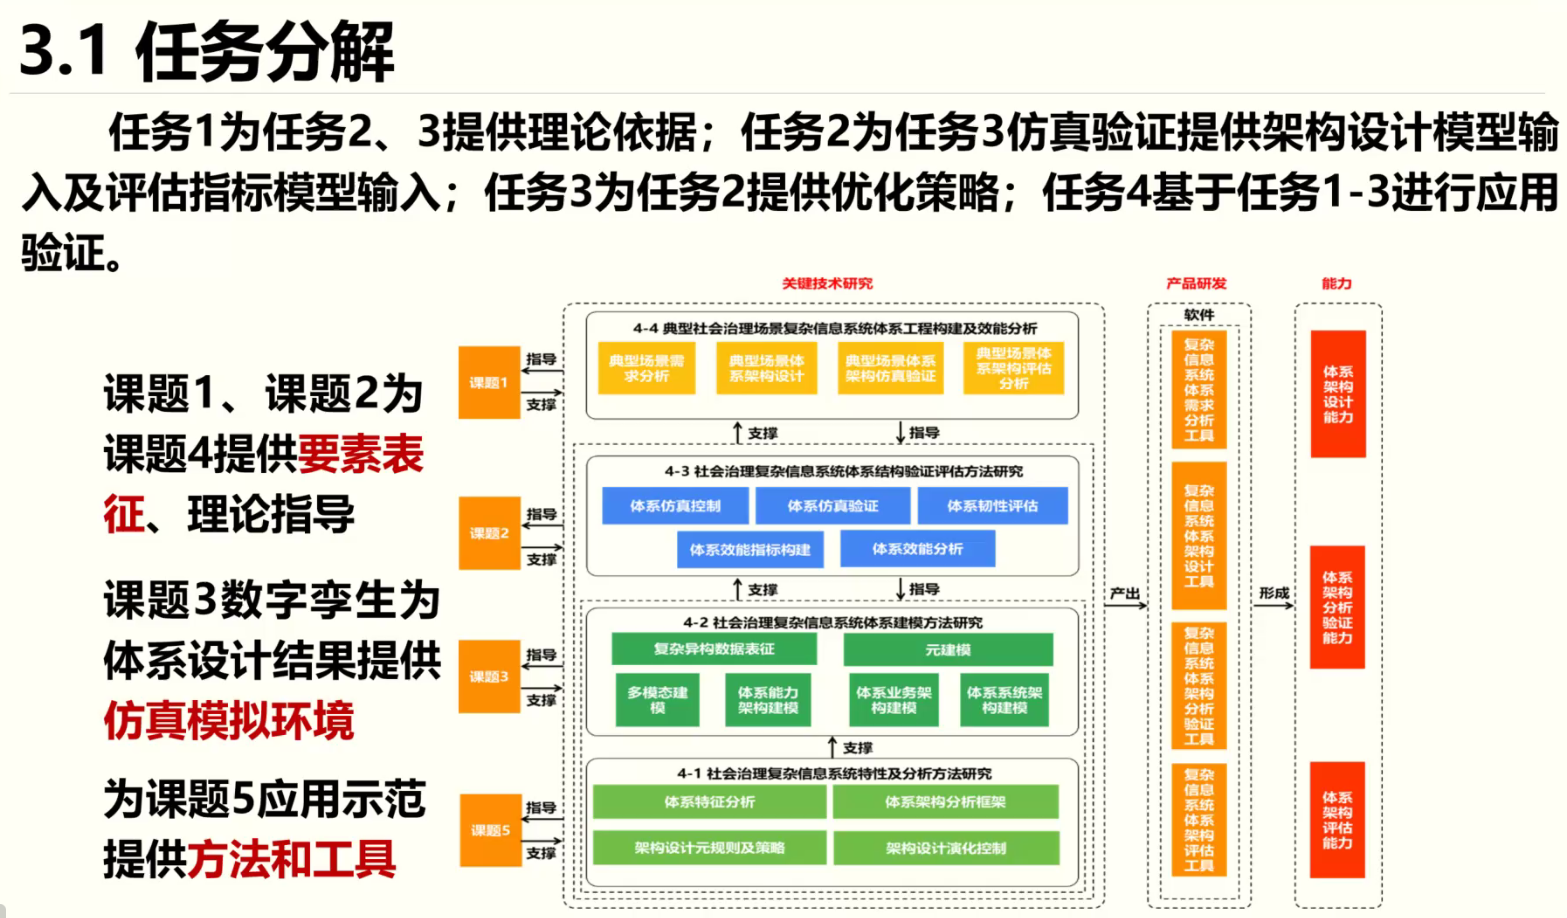 3.1 任务分解
任务1为任务2、3提供理论依据；任务2为任务3仿真验证提供架构设计模型输
入及评估指标模型输入；任务3为任务2提供优化策略；任务4基于任务1-3进行应用
验证。
课题1、课题2为
课题4提供要素表
征、理论指导
课题3数字孪生为
体系设计结果提供
仿真模拟环境
为课题5应用示范
提供方法和工具
课题1
指导
支撑
课题2
指导
支撑
课题3
指导
支撑
课题5
指导
支撑
关键技术研究
4-4 典型社会治理场景复杂信息系统体系工程构建及效能分析
典型场景需
求分析
典型场景体
系架构设计
典型场景体系
架构仿真验证
典型场景体
系架构评估
分析
支撑
指导
4-3 社会治理复杂信息系统体系结构验证评估方法研究
体系仿真控制
体系仿真验证
体系韧性评估
体系效能指标构建
体系效能分析
支撑
指导
4-2 社会治理复杂信息系统体系建模方法研究
复杂异构数据表征
元建模
多模态建
模
体系能力
架构建模
体系业务架
构建模
体系系统架
构建模
支撑
4-1 社会治理复杂信息系统特性及分析方法研究
体系特征分析
体系架构分析框架
架构设计元规则及策略
架构设计演化控制
产出
产品研发
软件
复杂
信息
系统
体系
需求
分析
工具
复杂
信息
系统
体系
架构
设计
工具
复杂
信息
系统
体系
架构
分析
验证
工具
复杂
信息
系统
体系
架构
评估
工具
形成
能力
体系
架构
设计
能力
体系
架构
分析
验证
能力
体系
架构
评估
能力